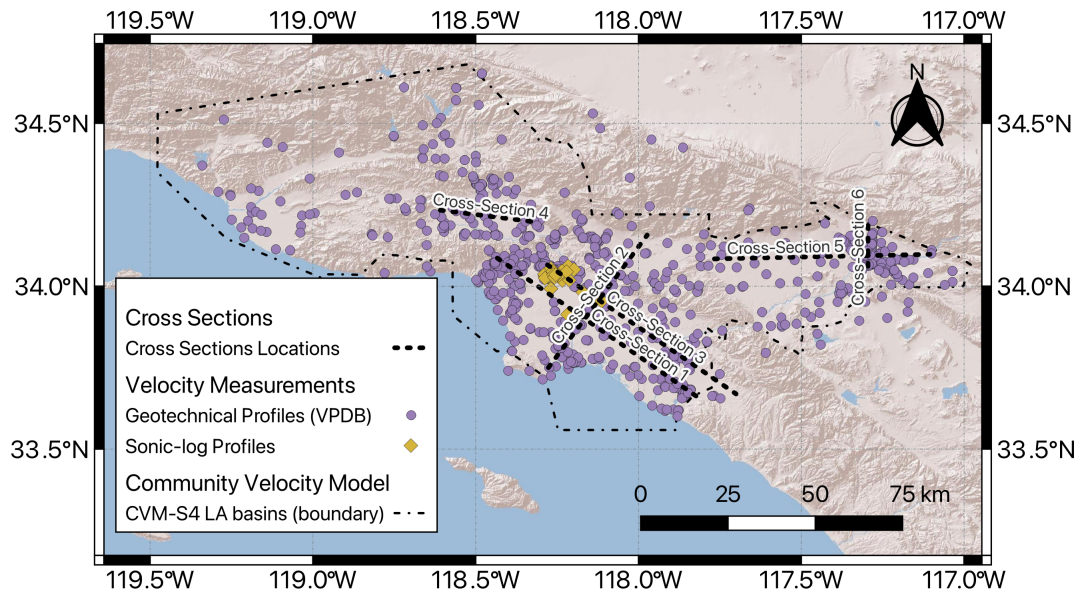 119.5°W 119.0°W 118.5°W 118.0°W 117.5°W 117.0°W
N
34.5°N 34.5°N
Cross-Section 6
Cross-Section 4
Cross-Section 5
Cross-Section 2
34.0°N 34.0°N
Cross-Section 3
Cross-Section 1
Cross Sections
Cross Sections Locations
Velocity Measurements
Geotechnical Profiles (VPDB)
Sonic-log Profiles
33.5°N 33.5°N
Community Velocity Model
CVM-S4 LA basins (boundary)
0 25 50 75 km
119.5°W 119.0°W 118.5°W 118.0°W 117.5°W 117.0°W